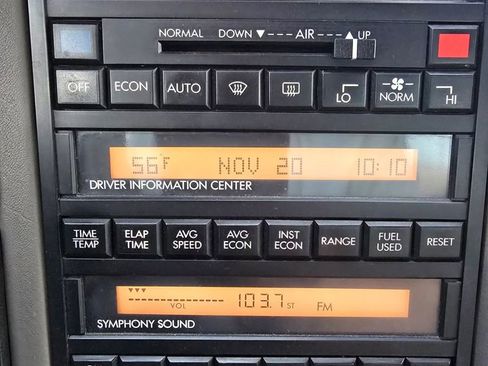 NORMAL DOWN ▼---AIR---▲ UP
OFF ECON AUTO LO NORM HI
56°F NOV 20 10:10
DRIVER INFORMATION CENTER
TIME TEMP ELAP TIME AVG SPEED AVG ECON INST ECON RANGE FUEL USED RESET
VOL 103.7 ST FM
SYMPHONY SOUND